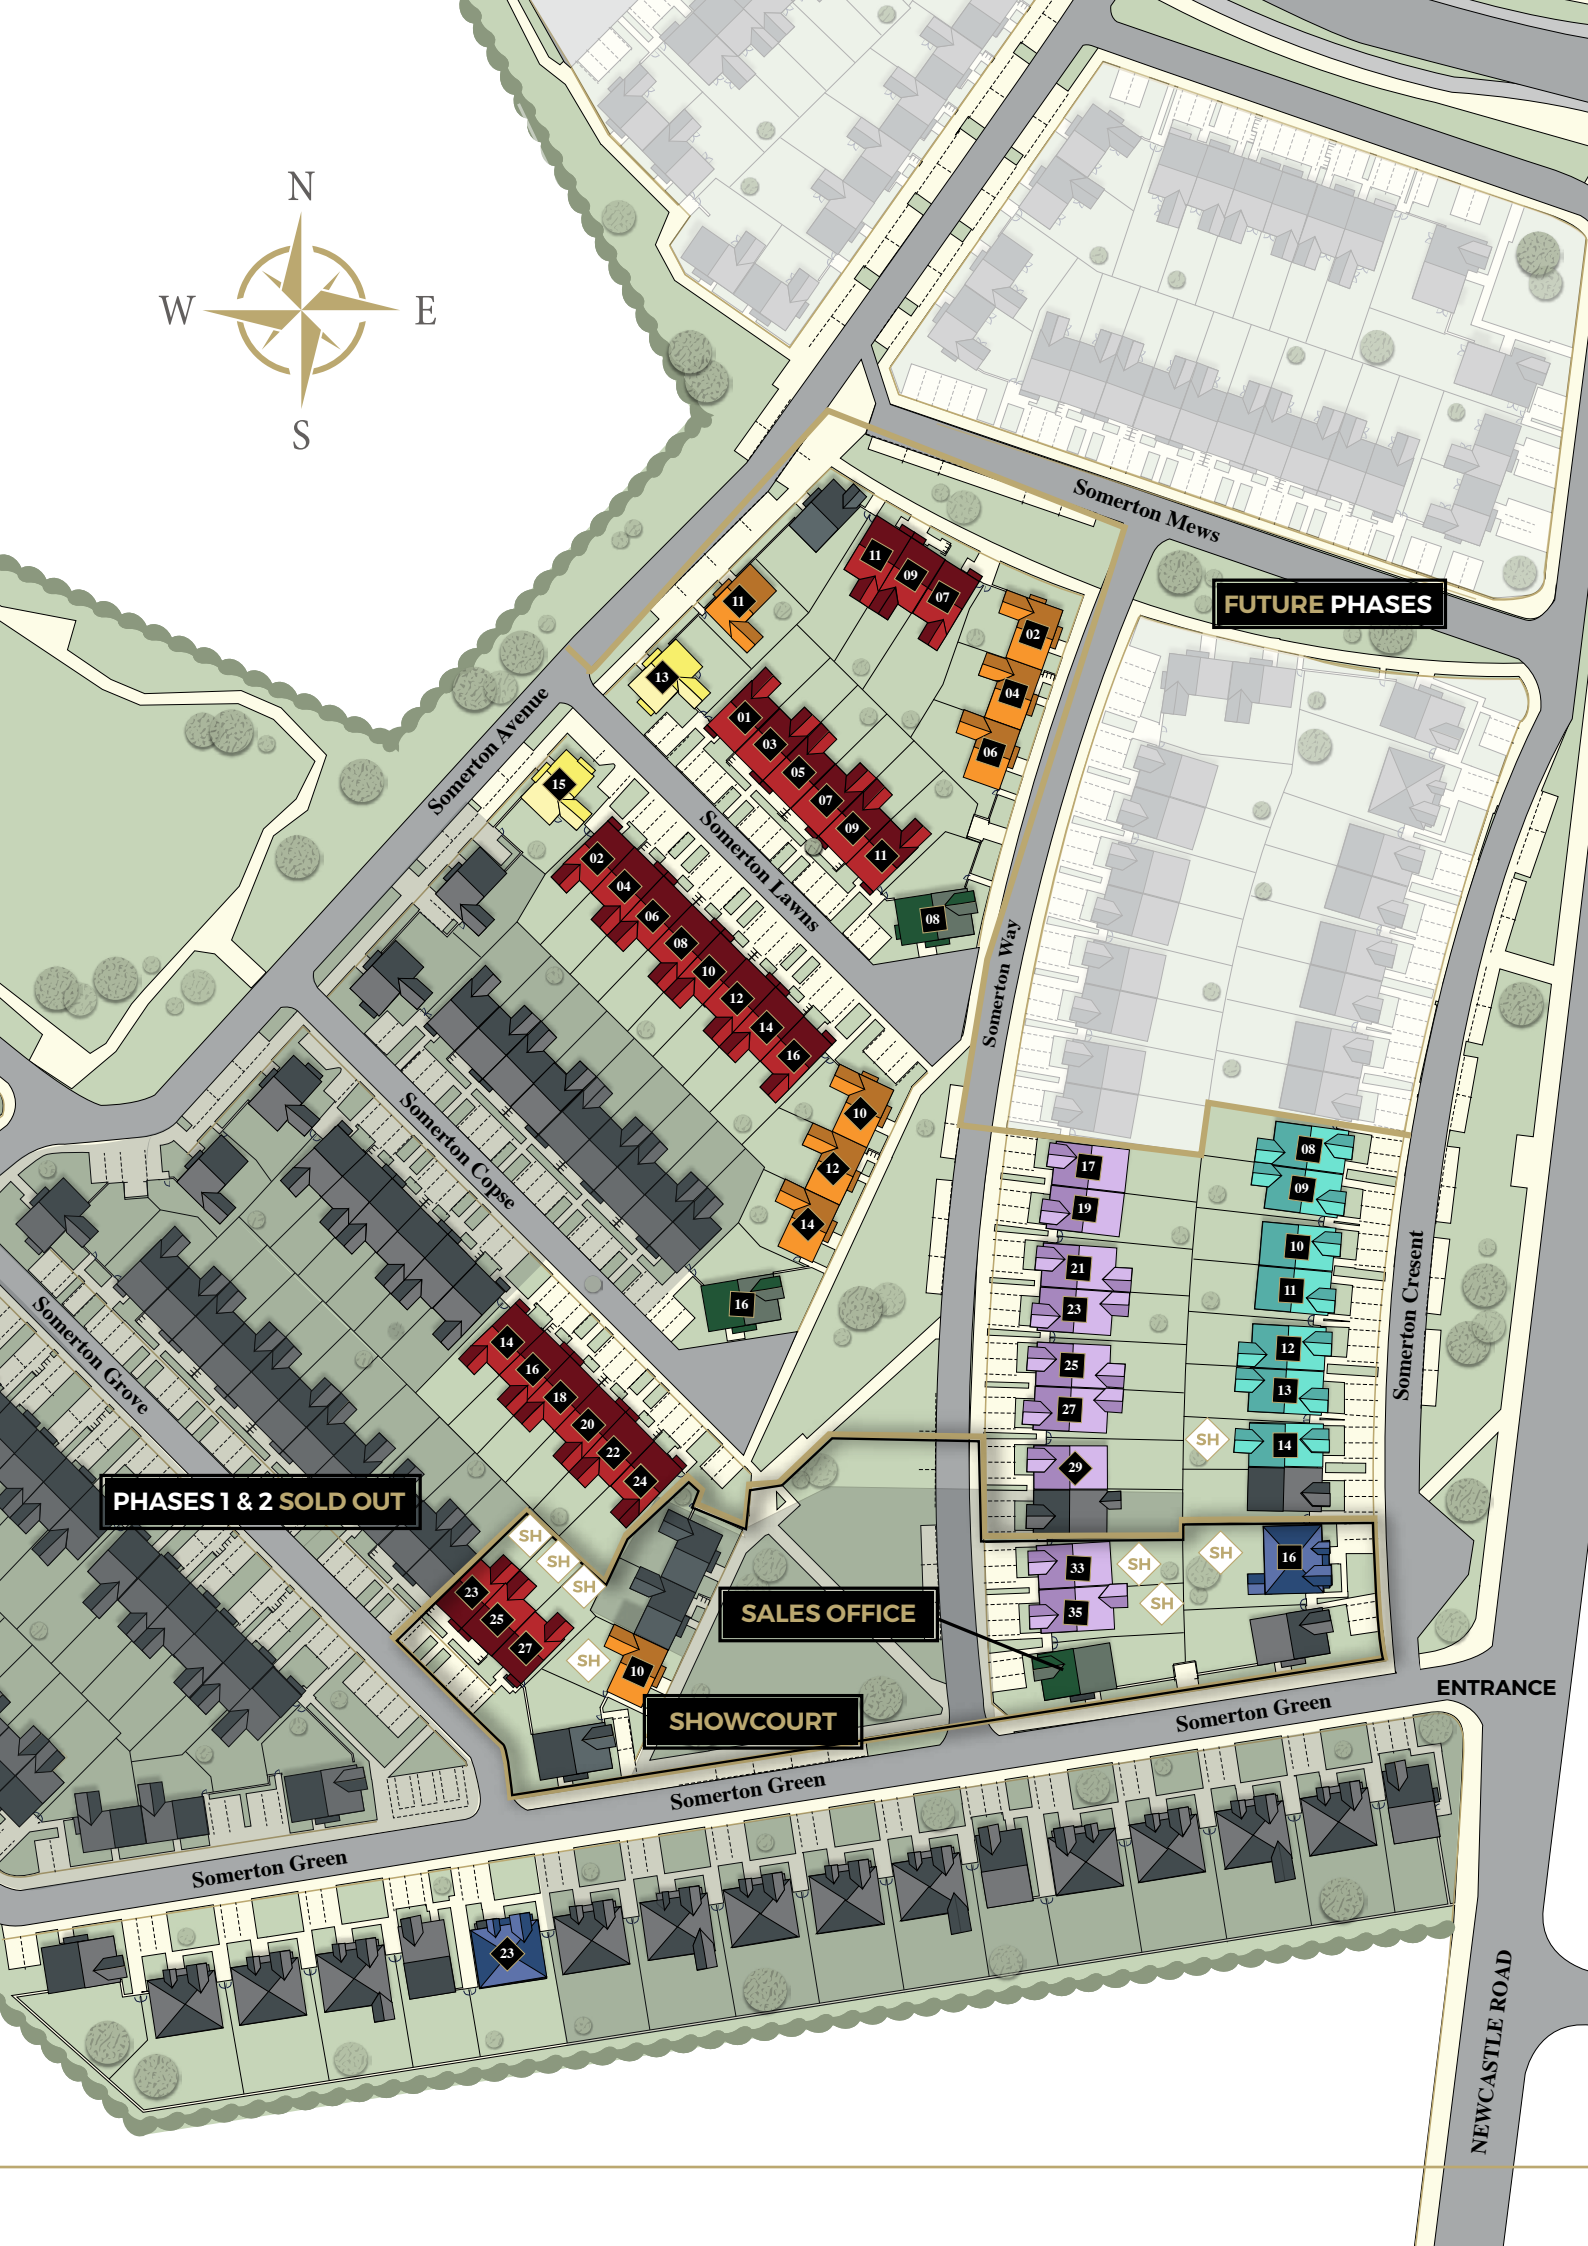 N
W
E
S
Somerton Mews
FUTURE PHASES
11
09
07
11
02
13
04
01
03
06
05
07
09
11
Somerton Avenue
15
Somerton Lawns
02
04
06
08
10
12
14
16
08
Somerton Way
10
12
14
16
Somerton Copse
17
19
21
23
25
27
29
08
09
10
11
12
13
14
SH
Somerton Cresent
Somerton Grove
14
16
18
20
22
24
PHASES 1 & 2 SOLD OUT
SH
SH
SH
23
25
27
SH
10
33
35
SH
SH
SH
16
SALES OFFICE
SHOWCOURT
ENTRANCE
Somerton Green
Somerton Green
Somerton Green
23
NEWCASTLE ROAD